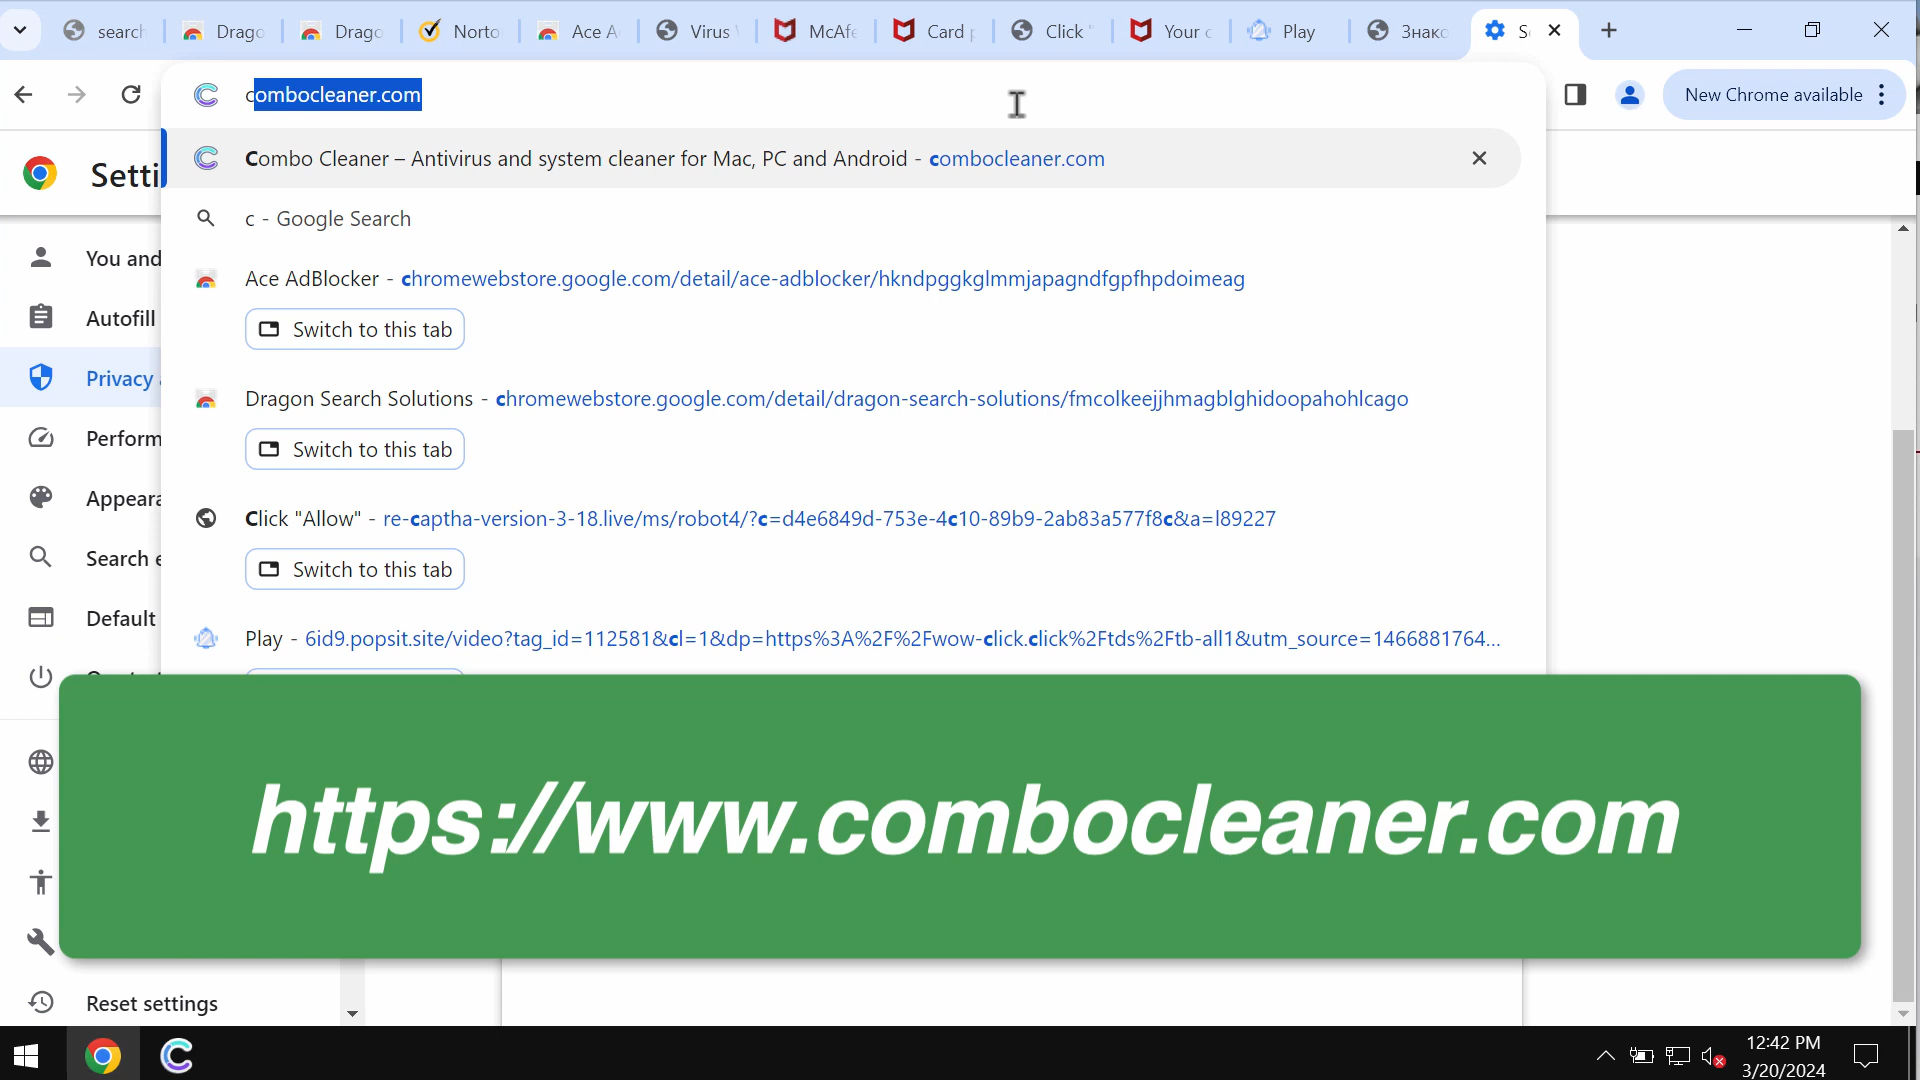 search
Drago
Drago
Norto
Ace A
Virus
McAfe
Card p
Click "
Your c
Play
Знако
S
combocleaner.com
New Chrome available
Setti
Combo Cleaner – Antivirus and system cleaner for Mac, PC and Android - combocleaner.com
c - Google Search
You and
Ace AdBlocker - chromewebstore.google.com/detail/ace-adblocker/hkndpggkglmmjapagndfgpfhpdoimeag
Autofill
Switch to this tab
Privacy a
Dragon Search Solutions - chromewebstore.google.com/detail/dragon-search-solutions/fmcolkeejjhmagblghidoopahohlcago
Perform
Switch to this tab
Appeara
Click "Allow" - re-captha-version-3-18.live/ms/robot4/?c=d4e6849d-753e-4c10-89b9-2ab83a577f8c&a=l89227
Search e
Switch to this tab
Default
Play - 6id9.popsit.site/video?tag_id=112581&cl=1&dp=https%3A%2F%2Fwow-click.click%2Ftds%2Ftb-all1&utm_source=1466881764...
https://www.combocleaner.com
Reset settings
12:42 PM
3/20/2024